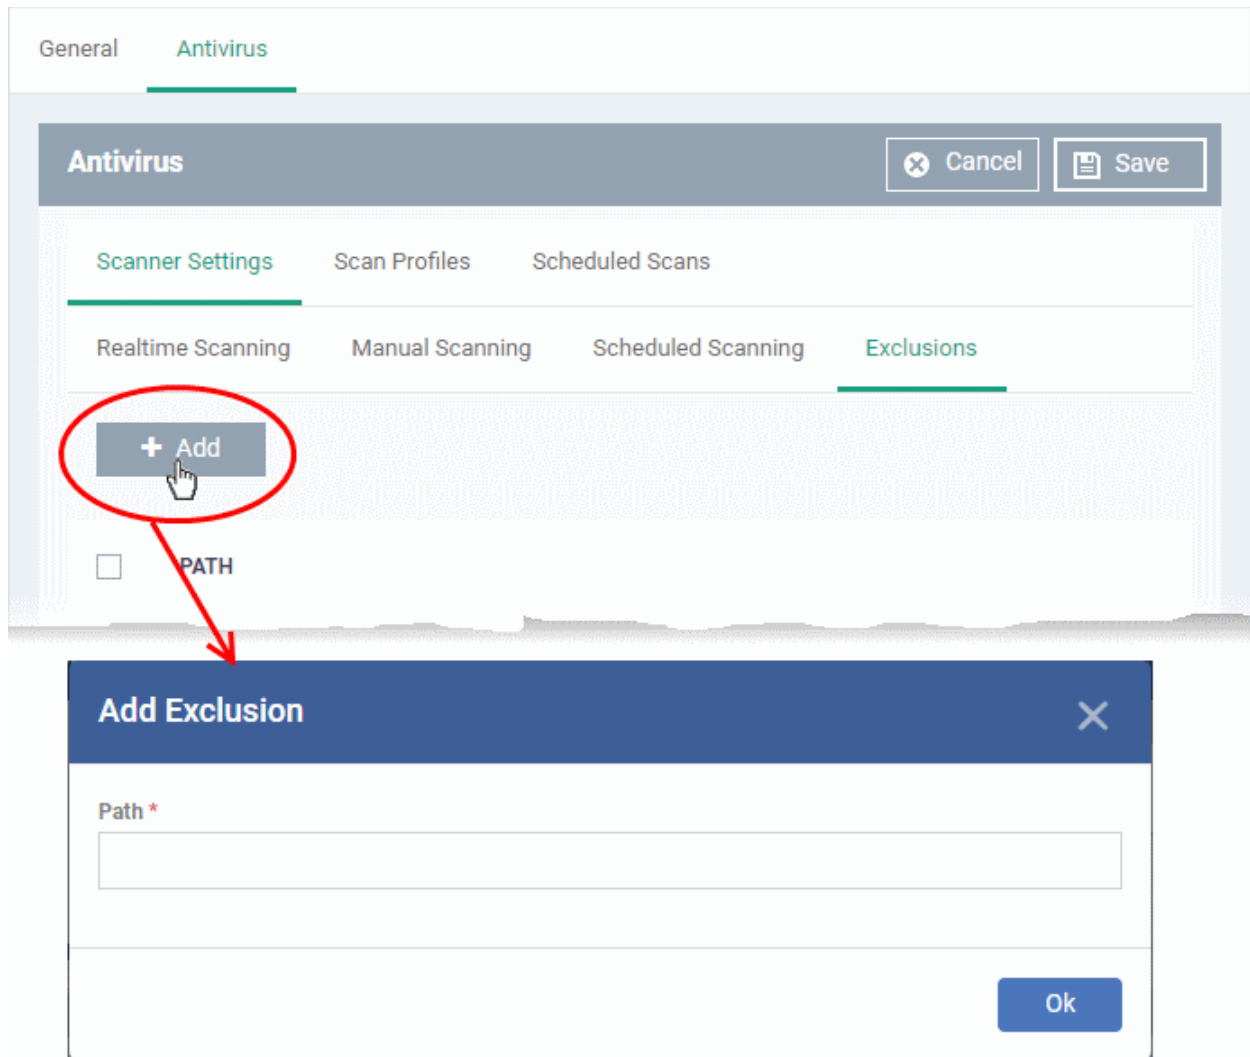 General Antivirus
Antivirus Cancel Save
Scanner Settings Scan Profiles Scheduled Scans
Realtime Scanning Manual Scanning Scheduled Scanning Exclusions
+ Add
PATH
Add Exclusion
Path *
Ok